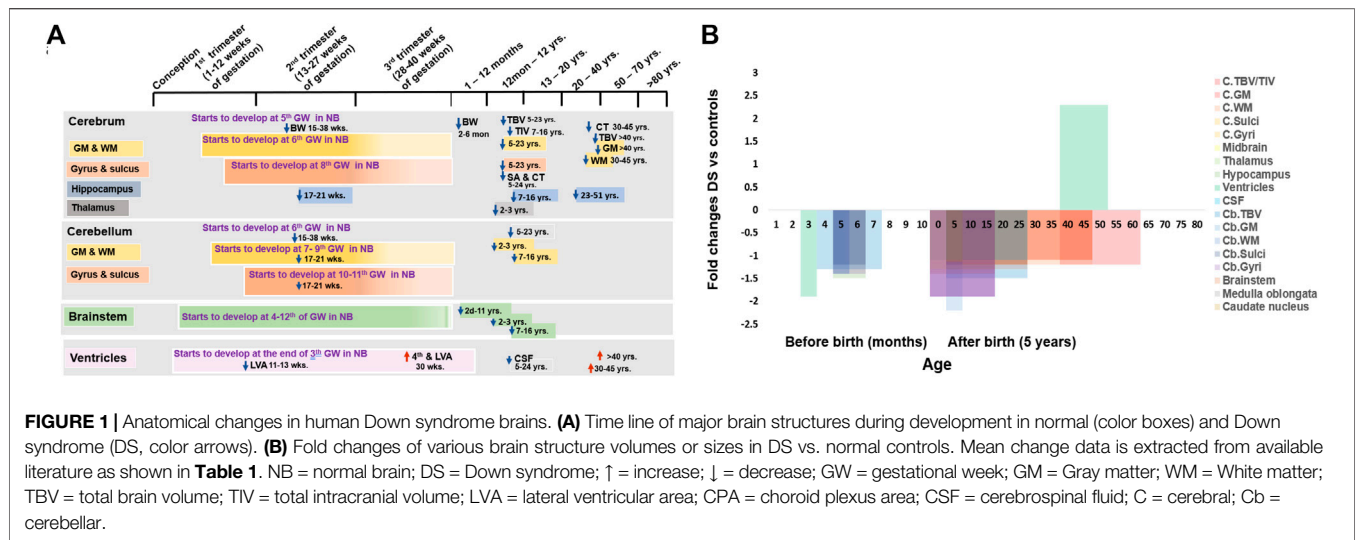 A
Conception
1st trimester
(1-12 weeks
of gestation)
2nd trimester
(13-27 weeks
of gestation)
3rd trimester
(28-40 weeks
of gestation)
1 – 12 months
12mon – 12 yrs.
13 – 20 yrs.
20 – 40 yrs.
50 – 70 yrs.
>80 yrs.
Cerebrum
Starts to develop at 5th GW in NB
↓BW 15-38 wks.
↓BW
2-6 mon
↓TBV 5-23 yrs.
↓TIV 7-16 yrs.
↓CT 30-45 yrs.
↓TBV >40 yrs.
GM & WM
Starts to develop at 6th GW in NB
↓5-23 yrs.
↓GM >40 yrs.
↓WM 30-45 yrs.
Gyrus & sulcus
Starts to develop at 8th GW in NB
↓5-23 yrs.
↓SA & CT
5-24 yrs.
Hippocampus
↓17-21 wks.
↓7-16 yrs.
↓23-51 yrs.
Thalamus
↓2-3 yrs.
Cerebellum
Starts to develop at 6th GW in NB
↓15-38 wks.
↓5-23 yrs.
GM & WM
Starts to develop at 7- 9th GW in NB
↓17-21 wks.
↓2-3 yrs.
↓7-16 yrs.
Gyrus & sulcus
Starts to develop at 10-11th GW in NB
↓17-21 wks.
Brainstem
Starts to develop at 4-12th of GW in NB
↓2d-11 yrs.
↓2-3 yrs.
↓7-16 yrs.
Ventricles
Starts to develop at the end of 3th GW in NB
↓LVA 11-13 wks.
↑4th & LVA
30 wks.
↓CSF
5-24 yrs.
↑ >40 yrs.
↑30-45 yrs.
B
Fold changes DS vs controls
3
2.5
2
1.5
1
0.5
0
-0.5
-1
-1.5
-2
-2.5
1 2 3 4 5 6 7 8 9 10 0 5 10 15 20 25 30 35 40 45 50 55 60 65 70 75 80
Before birth (months) After birth (5 years)
Age
C.TBV/TIV
C.GM
C.WM
C.Sulci
C.Gyri
Midbrain
Thalamus
Hypocampus
Ventricles
CSF
Cb.TBV
Cb.GM
Cb.WM
Cb.Sulci
Cb.Gyri
Brainstem
Medulla oblongata
Caudate nucleus
FIGURE 1 | Anatomical changes in human Down syndrome brains. (A) Time line of major brain structures during development in normal (color boxes) and Down
syndrome (DS, color arrows). (B) Fold changes of various brain structure volumes or sizes in DS vs. normal controls. Mean change data is extracted from available
literature as shown in Table 1. NB = normal brain; DS = Down syndrome; ↑ = increase; ↓ = decrease; GW = gestational week; GM = Gray matter; WM = White matter;
TBV = total brain volume; TIV = total intracranial volume; LVA = lateral ventricular area; CPA = choroid plexus area; CSF = cerebrospinal fluid; C = cerebral; Cb =
cerebellar.